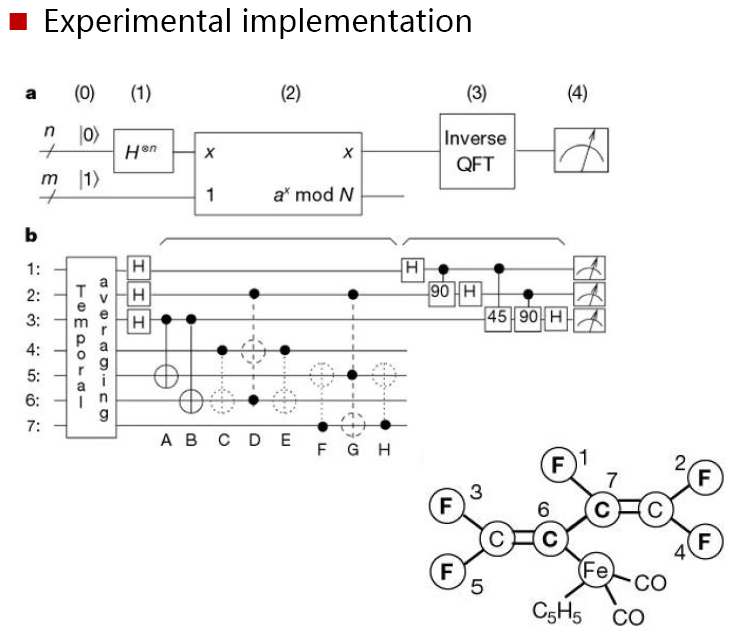 Experimental implementation
a (0) (1) (2) (3) (4)
n |0⟩ H⊗n x x Inverse
QFT
m |1⟩ 1 aˣ mod N
b
1: H H
2: H 90 H
3: H 45 90 H
4:
5:
6:
7:
Temporal
averaging
A B C D E F G H
F 1
7 2
F 3 6 C C F
C C 4 F
F 5 Fe CO
C₅H₅ CO